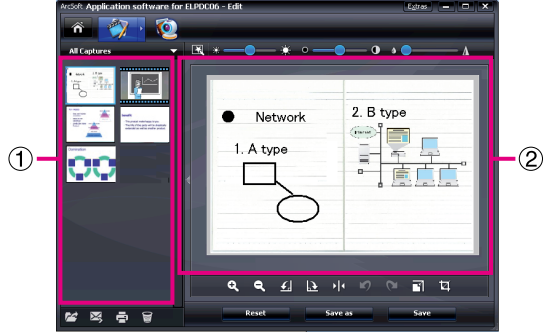 ArcSoft Application software for ELPDC06 - Edit
Extras
All Captures
1
2
Network
1. A type
2. B type
Reset
Save as
Save